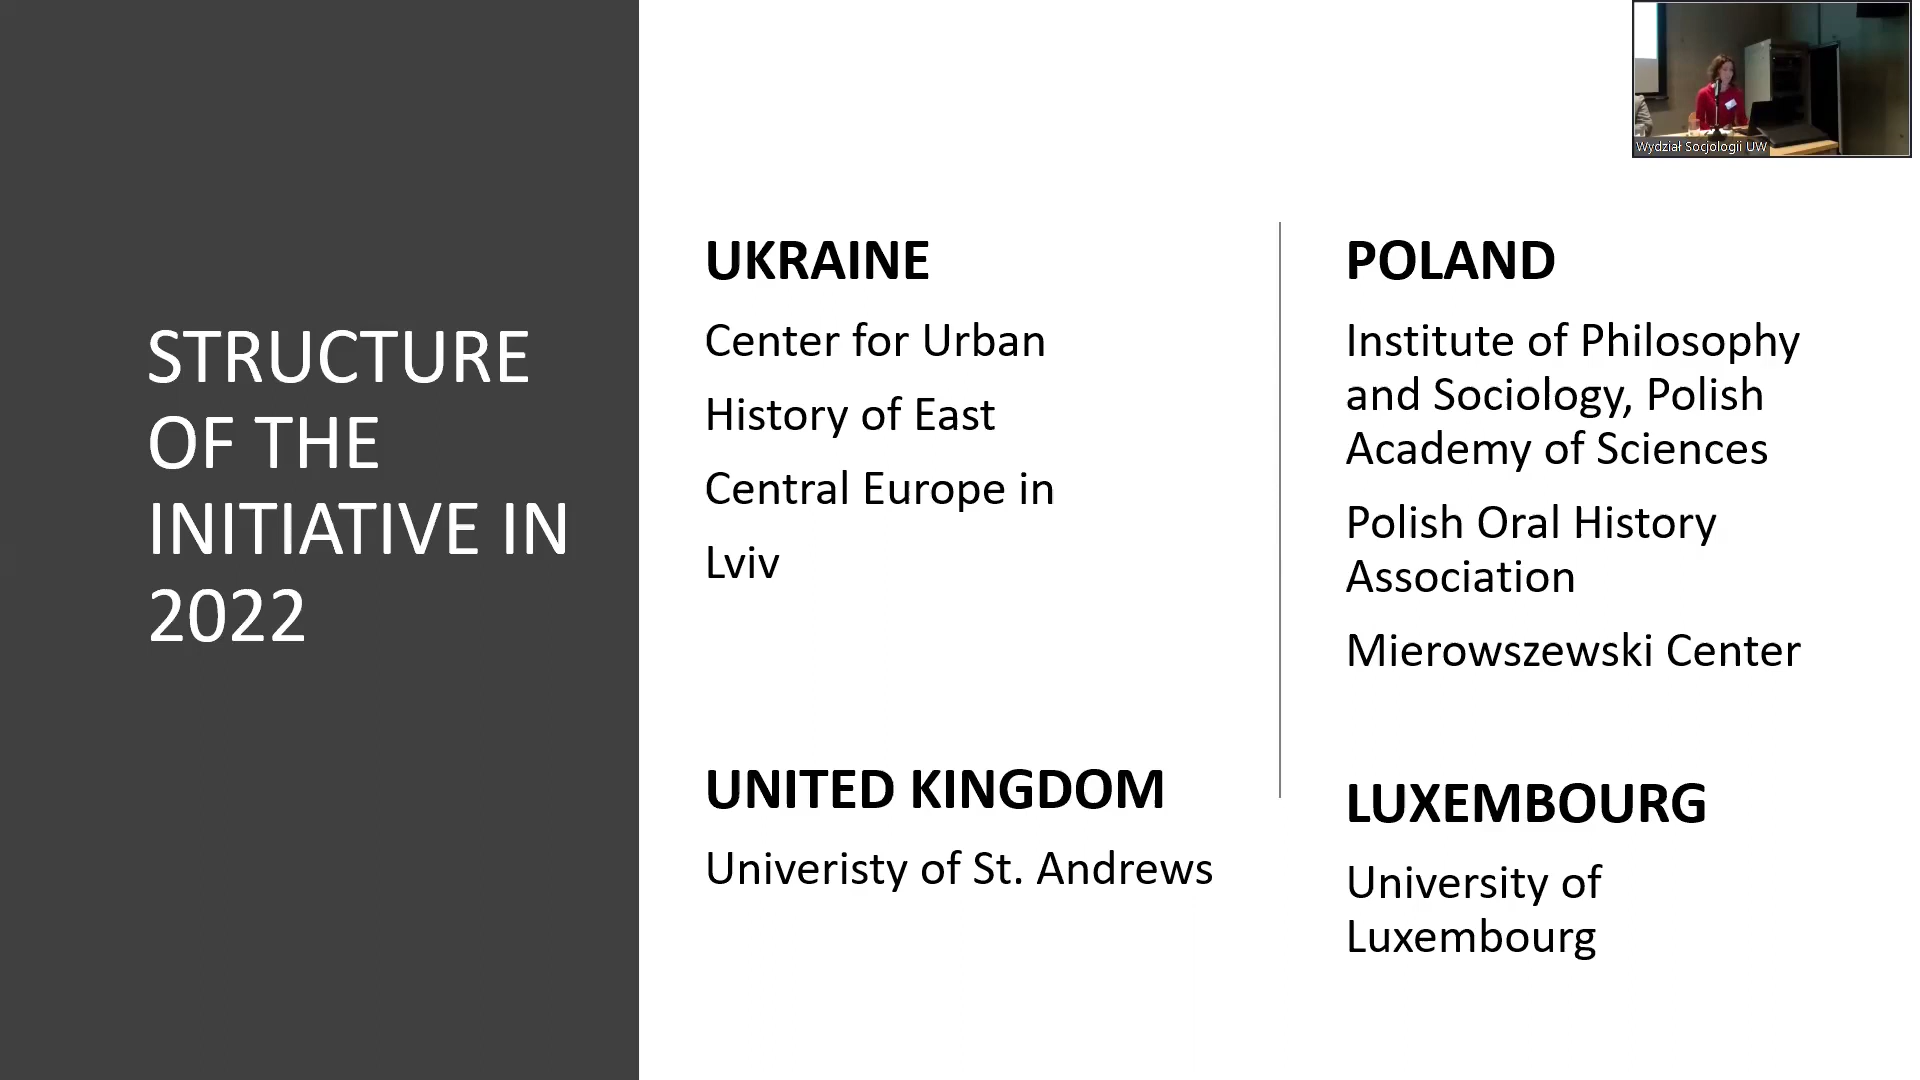 STRUCTURE
OF THE
INITIATIVE IN
2022
UKRAINE
Center for Urban
History of East
Central Europe in
Lviv
UNITED KINGDOM
Univeristy of St. Andrews
POLAND
Institute of Philosophy
and Sociology, Polish
Academy of Sciences
Polish Oral History
Association
Mierowszewski Center
LUXEMBOURG
University of
Luxembourg
Wydział Socjologii UW